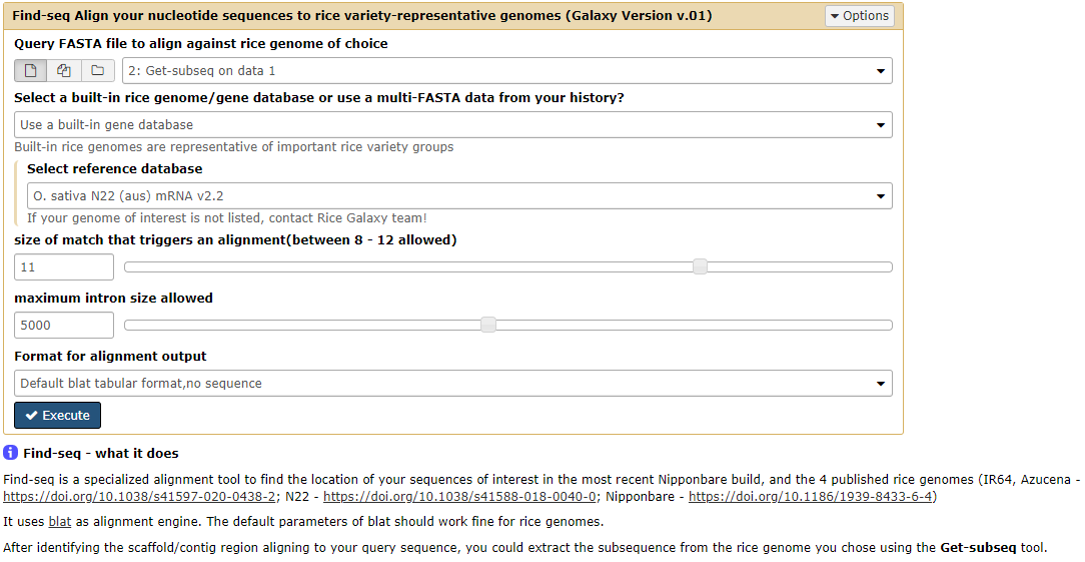 Find-seq Align your nucleotide sequences to rice variety-representative genomes (Galaxy Version v.01)
Options
Query FASTA file to align against rice genome of choice
2: Get-subseq on data 1
Select a built-in rice genome/gene database or use a multi-FASTA data from your history?
Use a built-in gene database
Built-in rice genomes are representative of important rice variety groups
Select reference database
O. sativa N22 (aus) mRNA v2.2
If your genome of interest is not listed, contact Rice Galaxy team!
size of match that triggers an alignment(between 8 - 12 allowed)
11
maximum intron size allowed
5000
Format for alignment output
Default blat tabular format,no sequence
Execute
Find-seq - what it does
Find-seq is a specialized alignment tool to find the location of your sequences of interest in the most recent Nipponbare build, and the 4 published rice genomes (IR64, Azucena -
https://doi.org/10.1038/s41597-020-0438-2; N22 - https://doi.org/10.1038/s41588-018-0040-0; Nipponbare - https://doi.org/10.1186/1939-8433-6-4)
It uses blat as alignment engine. The default parameters of blat should work fine for rice genomes.
After identifying the scaffold/contig region aligning to your query sequence, you could extract the subsequence from the rice genome you chose using the Get-subseq tool.